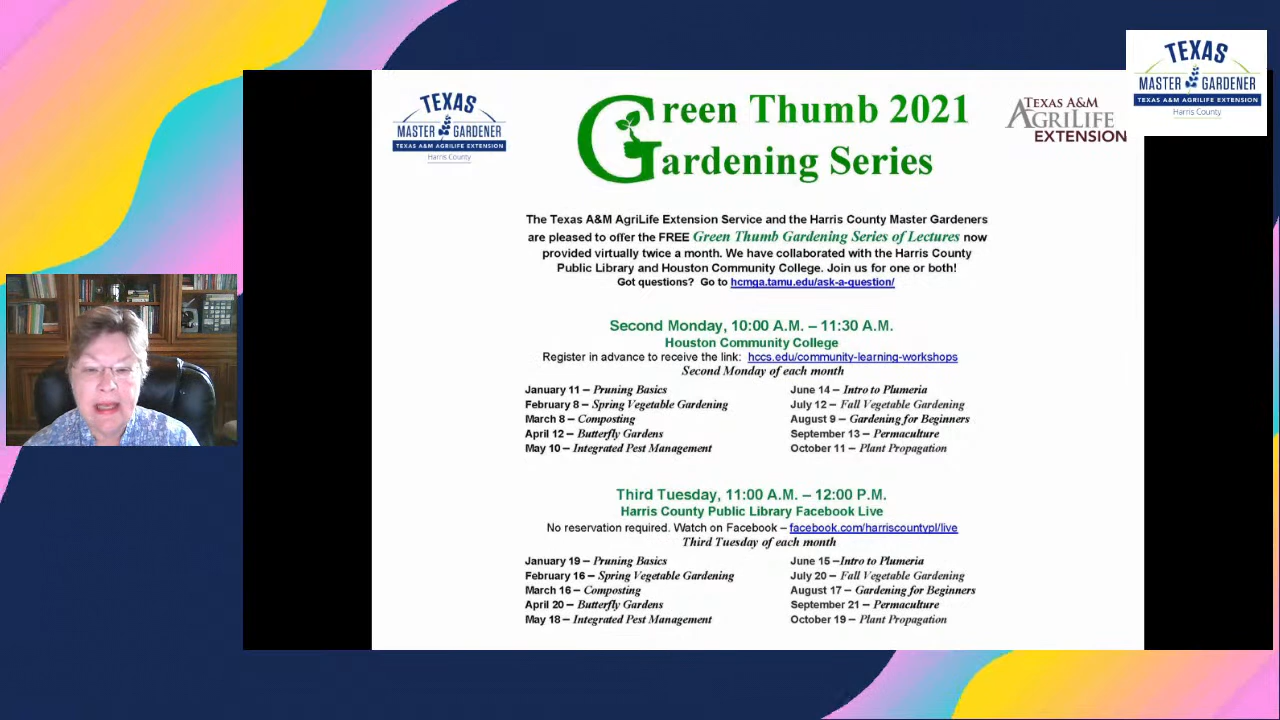 TEXAS
MASTER GARDENER
TEXAS A&M AGRILIFE EXTENSION
Harris County
TEXAS
MASTER GARDENER
TEXAS A&M AGRILIFE EXTENSION
Harris County
Green Thumb 2021
Gardening Series
TEXAS A&M
AGRILIFE
EXTENSION
The Texas A&M AgriLife Extension Service and the Harris County Master Gardeners
are pleased to offer the FREE Green Thumb Gardening Series of Lectures now
provided virtually twice a month. We have collaborated with the Harris County
Public Library and Houston Community College. Join us for one or both!
Got questions? Go to hcmga.tamu.edu/ask-a-question/
Second Monday, 10:00 A.M. – 11:30 A.M.
Houston Community College
Register in advance to receive the link: hccs.edu/community-learning-workshops
Second Monday of each month
January 11 – Pruning Basics
February 8 – Spring Vegetable Gardening
March 8 – Composting
April 12 – Butterfly Gardens
May 10 – Integrated Pest Management
June 14 – Intro to Plumeria
July 12 – Fall Vegetable Gardening
August 9 – Gardening for Beginners
September 13 – Permaculture
October 11 – Plant Propagation
Third Tuesday, 11:00 A.M. – 12:00 P.M.
Harris County Public Library Facebook Live
No reservation required. Watch on Facebook – facebook.com/harriscountypl/live
Third Tuesday of each month
January 19 – Pruning Basics
February 16 – Spring Vegetable Gardening
March 16 – Composting
April 20 – Butterfly Gardens
May 18 – Integrated Pest Management
June 15 –Intro to Plumeria
July 20 – Fall Vegetable Gardening
August 17 – Gardening for Beginners
September 21 – Permaculture
October 19 – Plant Propagation